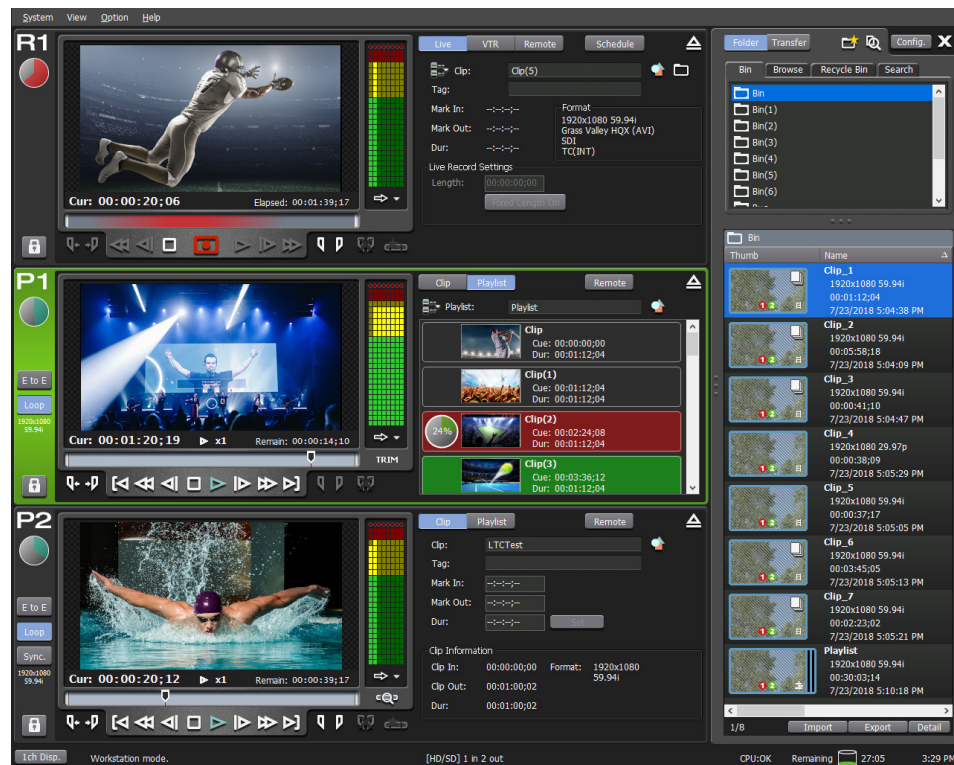 System View Option Help
R1
Cur: 00:00:20;06 Elapsed: 00:01:39;17
Live VTR Remote Schedule
Clip: Clip(5)
Tag:
Mark In: --:--:--;--
Mark Out: --:--:--;--
Dur: --:--:--;--
Format
1920x1080 59.94i
Grass Valley HQX (AVI)
SDI
TC(INT)
Live Record Settings
Length: 00:00:00;00
Fixed Length On
P1
E to E
Loop
1920x1080
59.94i
Cur: 00:01:20;19 x1 Remain: 00:00:14;10
TRIM
Clip Playlist Remote
Playlist: Playlist
Clip
Cue: 00:00:00;00
Dur: 00:01:12;04
Clip(1)
Cue: 00:01:12;04
Dur: 00:01:12;04
24%
Clip(2)
Cue: 00:02:24;08
Dur: 00:01:12;04
Clip(3)
Cue: 00:03:36;12
Dur: 00:01:12;04
P2
E to E
Loop
Sync.
1920x1080
59.94i
Cur: 00:00:20;12 x1 Remain: 00:00:39;17
Clip Playlist Remote
Clip: LTCTest
Tag:
Mark In: --:--:--;--
Mark Out: --:--:--;--
Dur: --:--:--;-- Set
Clip Information
Clip In: 00:00:00;00 Format: 1920x1080
59.94i
Clip Out: 00:01:00;02
Dur: 00:01:00;02
Folder Transfer Config. X
Bin Browse Recycle Bin Search
Bin
Bin(1)
Bin(2)
Bin(3)
Bin(4)
Bin(5)
Bin(6)
Bin
Thumb Name
Clip_1
1920x1080 59.94i
00:01:12;04
7/23/2018 5:04:38 PM
Clip_2
1920x1080 59.94i
00:05:58;18
7/23/2018 5:04:09 PM
Clip_3
1920x1080 59.94i
00:00:41;10
7/23/2018 5:04:47 PM
Clip_4
1920x1080 29.97p
00:00:38;09
7/23/2018 5:05:29 PM
Clip_5
1920x1080 59.94i
00:00:37;17
7/23/2018 5:05:05 PM
Clip_6
1920x1080 59.94i
00:03:45;05
7/23/2018 5:05:13 PM
Clip_7
1920x1080 59.94i
00:02:23;02
7/23/2018 5:05:21 PM
Playlist
1920x1080 59.94i
00:30:03;14
7/23/2018 5:10:18 PM
1/8 Import Export Detail
1ch Disp. Workstation mode. [HD/SD] 1 in 2 out CPU:OK Remaining 27:05 3:29 PM